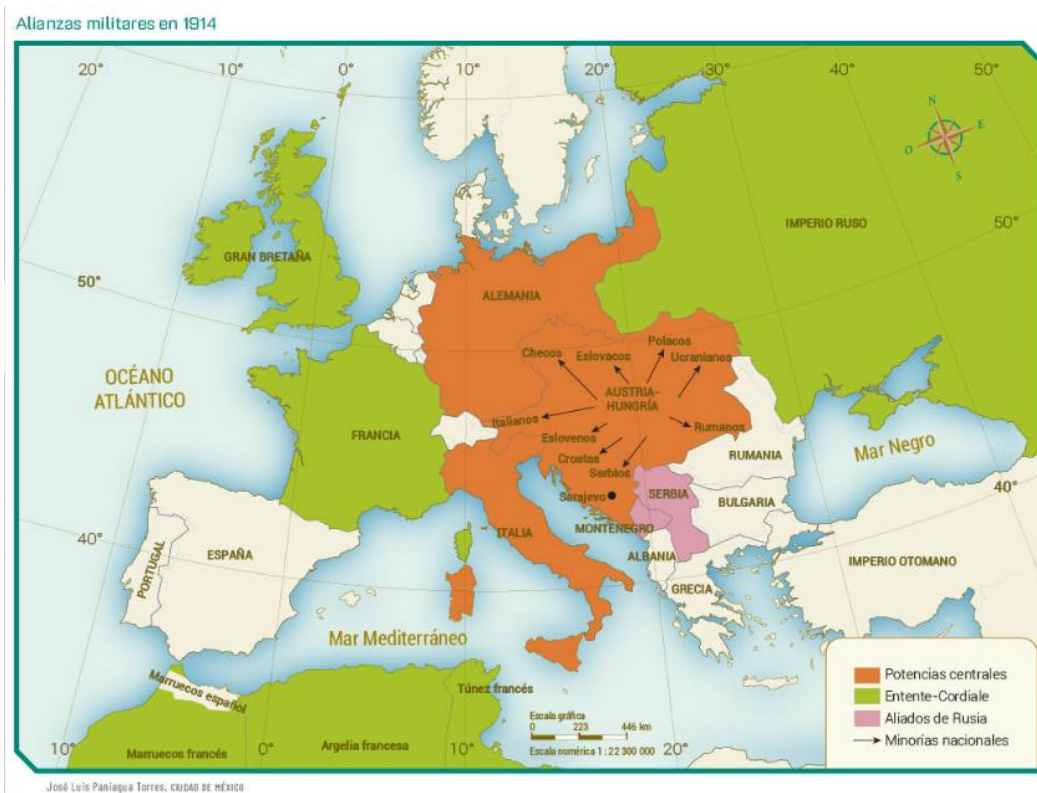 Alianzas militares en 1914
20°
10°
0°
10°
20°
30°
40°
50°
N
E
O
S
IMPERIO RUSO
50°
GRAN BRETAÑA
50°
ALEMANIA
Polacos
Checos
Eslovacos
Ucranianos
OCÉANO
ATLÁNTICO
AUSTRIA-
HUNGRÍA
Italianos
Rumanos
FRANCIA
Eslovenos
Croatas
Serbios
RUMANIA
Mar Negro
Sarajevo
SERBIA
BULGARIA
40°
MONTENEGRO
ITALIA
40°
PORTUGAL
ESPAÑA
ALBANIA
IMPERIO OTOMANO
GRECIA
Mar Mediterráneo
Marruecos español
Túnez francés
Potencias centrales
Entente-Cordiale
Aliados de Rusia
Minorías nacionales
Escala gráfica
0 223 446 km
Escala numérica 1 : 22 300 000
10°
Marruecos francés
0°
Argelia francesa
10°
20°
José Luis Paniagua Torres, CIUDAD DE MÉXICO